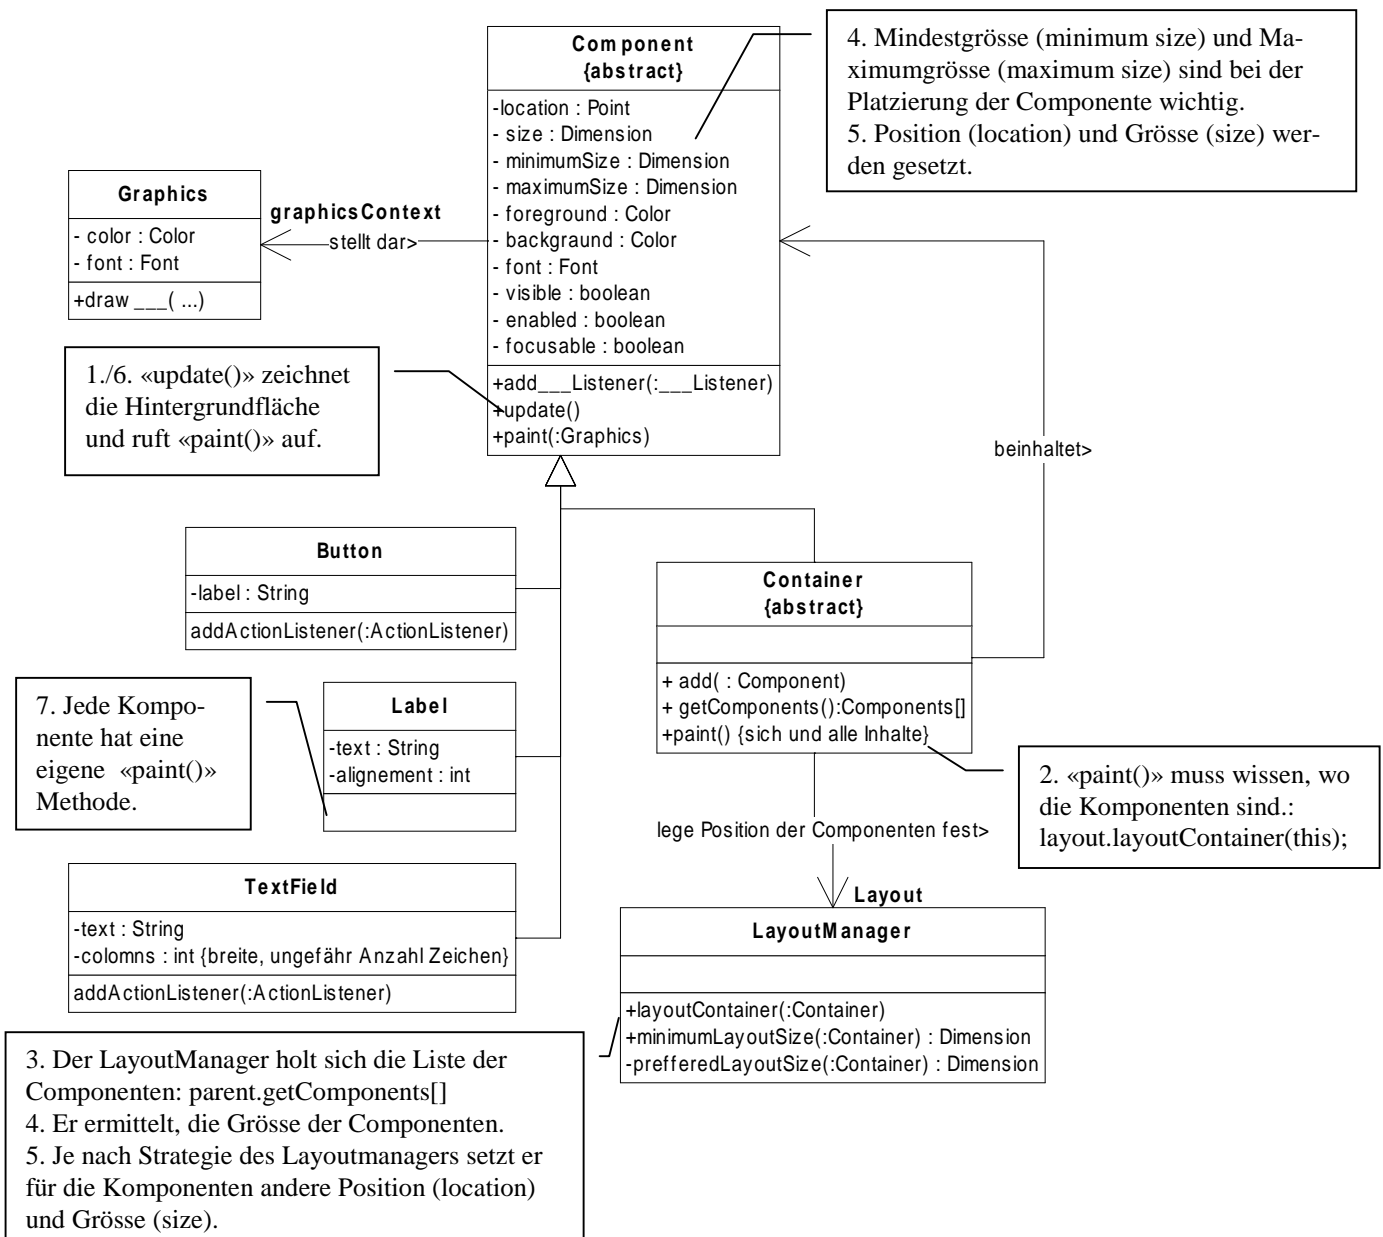 Component
{abstract}
-location : Point
- size : Dimension
- minimumSize : Dimension
- maximumSize : Dimension
- foreground : Color
- backgraund : Color
- font : Font
- visible : boolean
- enabled : boolean
- focusable : boolean
+add___Listener(:___Listener)
+update()
+paint(:Graphics)
4. Mindestgrösse (minimum size) und Ma-
ximumgrösse (maximum size) sind bei der
Platzierung der Componente wichtig.
5. Position (location) und Grösse (size) wer-
den gesetzt.
Graphics
- color : Color
- font : Font
+draw ___( ...)
graphicsContext
stellt dar>
1./6. «update()» zeichnet
die Hintergrundfläche
und ruft «paint()» auf.
beinhaltet>
Button
-label : String
addActionListener(:ActionListener)
Container
{abstract}
+ add( : Component)
+ getComponents():Components[]
+paint() {sich und alle Inhalte}
7. Jede Kompo-
nente hat eine
eigene «paint()»
Methode.
Label
-text : String
-alignement : int
2. «paint()» muss wissen, wo
die Komponenten sind.:
layout.layoutContainer(this);
lege Position der Componenten fest>
Layout
TextField
-text : String
-colomns : int {breite, ungefähr Anzahl Zeichen}
addActionListener(:ActionListener)
LayoutManager
+layoutContainer(:Container)
+minimumLayoutSize(:Container) : Dimension
-prefferedLayoutSize(:Container) : Dimension
3. Der LayoutManager holt sich die Liste der
Componenten: parent.getComponents[]
4. Er ermittelt, die Grösse der Componenten.
5. Je nach Strategie des Layoutmanagers setzt er
für die Komponenten andere Position (location)
und Grösse (size).